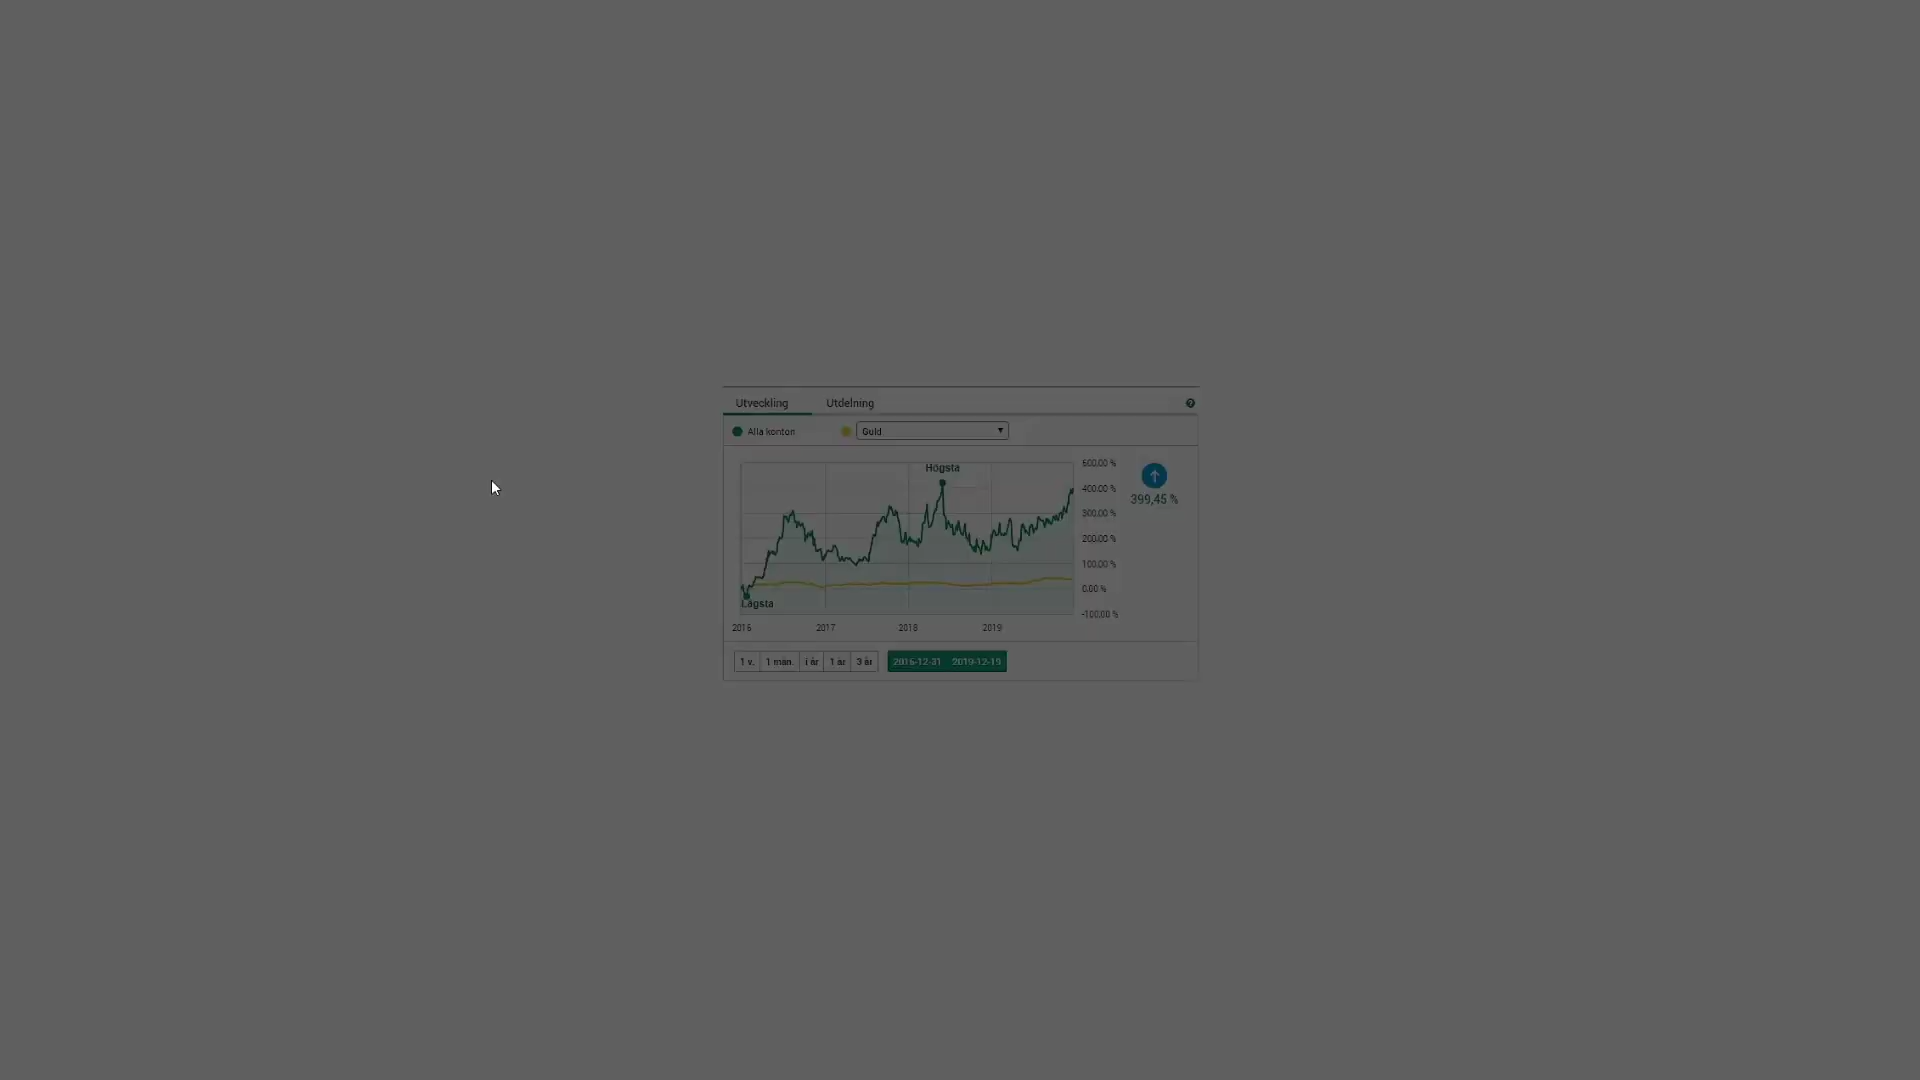 Utveckling Utdelning ?
Alla konton Guld
Högsta
Lägsta
500.00 %
400.00 %
300.00 %
200.00 %
100.00 %
0.00 %
-100.00 %
399,45 %
2016 2017 2018 2019
1 v. 1 mån. i år 1 år 3 år 2016-12-31 2019-12-19